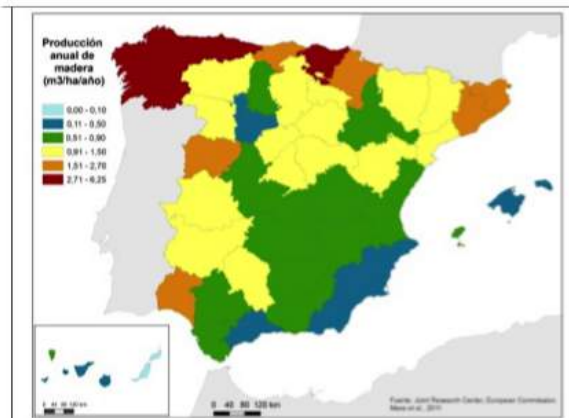 Producción
anual de
madera
(m3/ha/año)
0,00 - 0,10
0,11 - 0,50
0,51 - 0,90
0,91 - 1,50
1,51 - 2,70
2,71 - 6,25
0 40 80 120 km
Fuente: Joint Research Center, European Commission.
2011